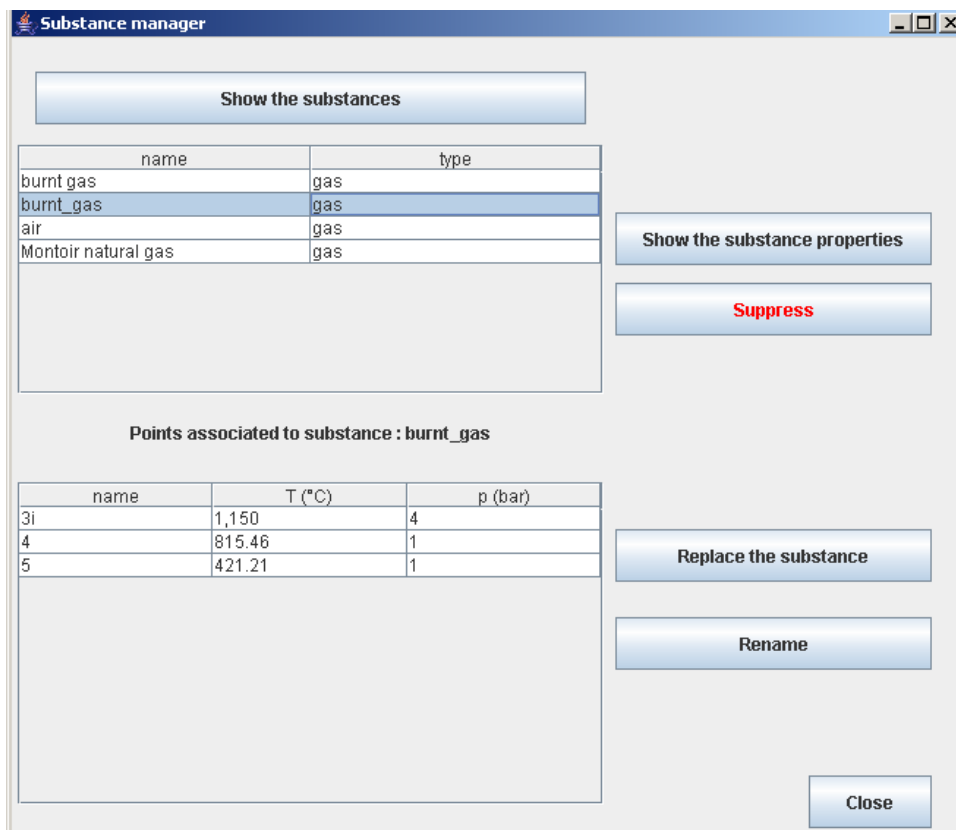 Substance manager
Show the substances
name type
burnt gas gas
burnt_gas gas
air gas
Montoir natural gas gas
Show the substance properties
Suppress
Points associated to substance : burnt_gas
name T (°C) p (bar)
3i 1,150 4
4 815.46 1
5 421.21 1
Replace the substance
Rename
Close